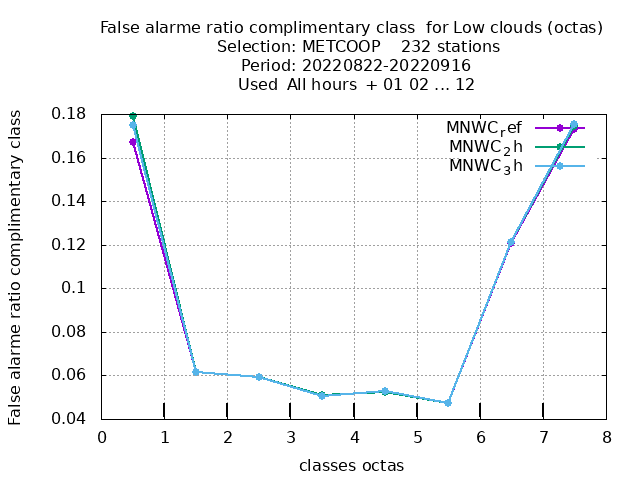 False alarme ratio complimentary class  for Low clouds (octas)
Selection: METCOOP    232 stations
Period: 20220822-20220916
Used  All hours  + 01 02 ... 12
False alarme ratio complimentary class
0.18
0.16
0.14
0.12
0.1
0.08
0.06
0.04
MNWC_ref
MNWC_2h
MNWC_3h
0 1 2 3 4 5 6 7 8
classes octas